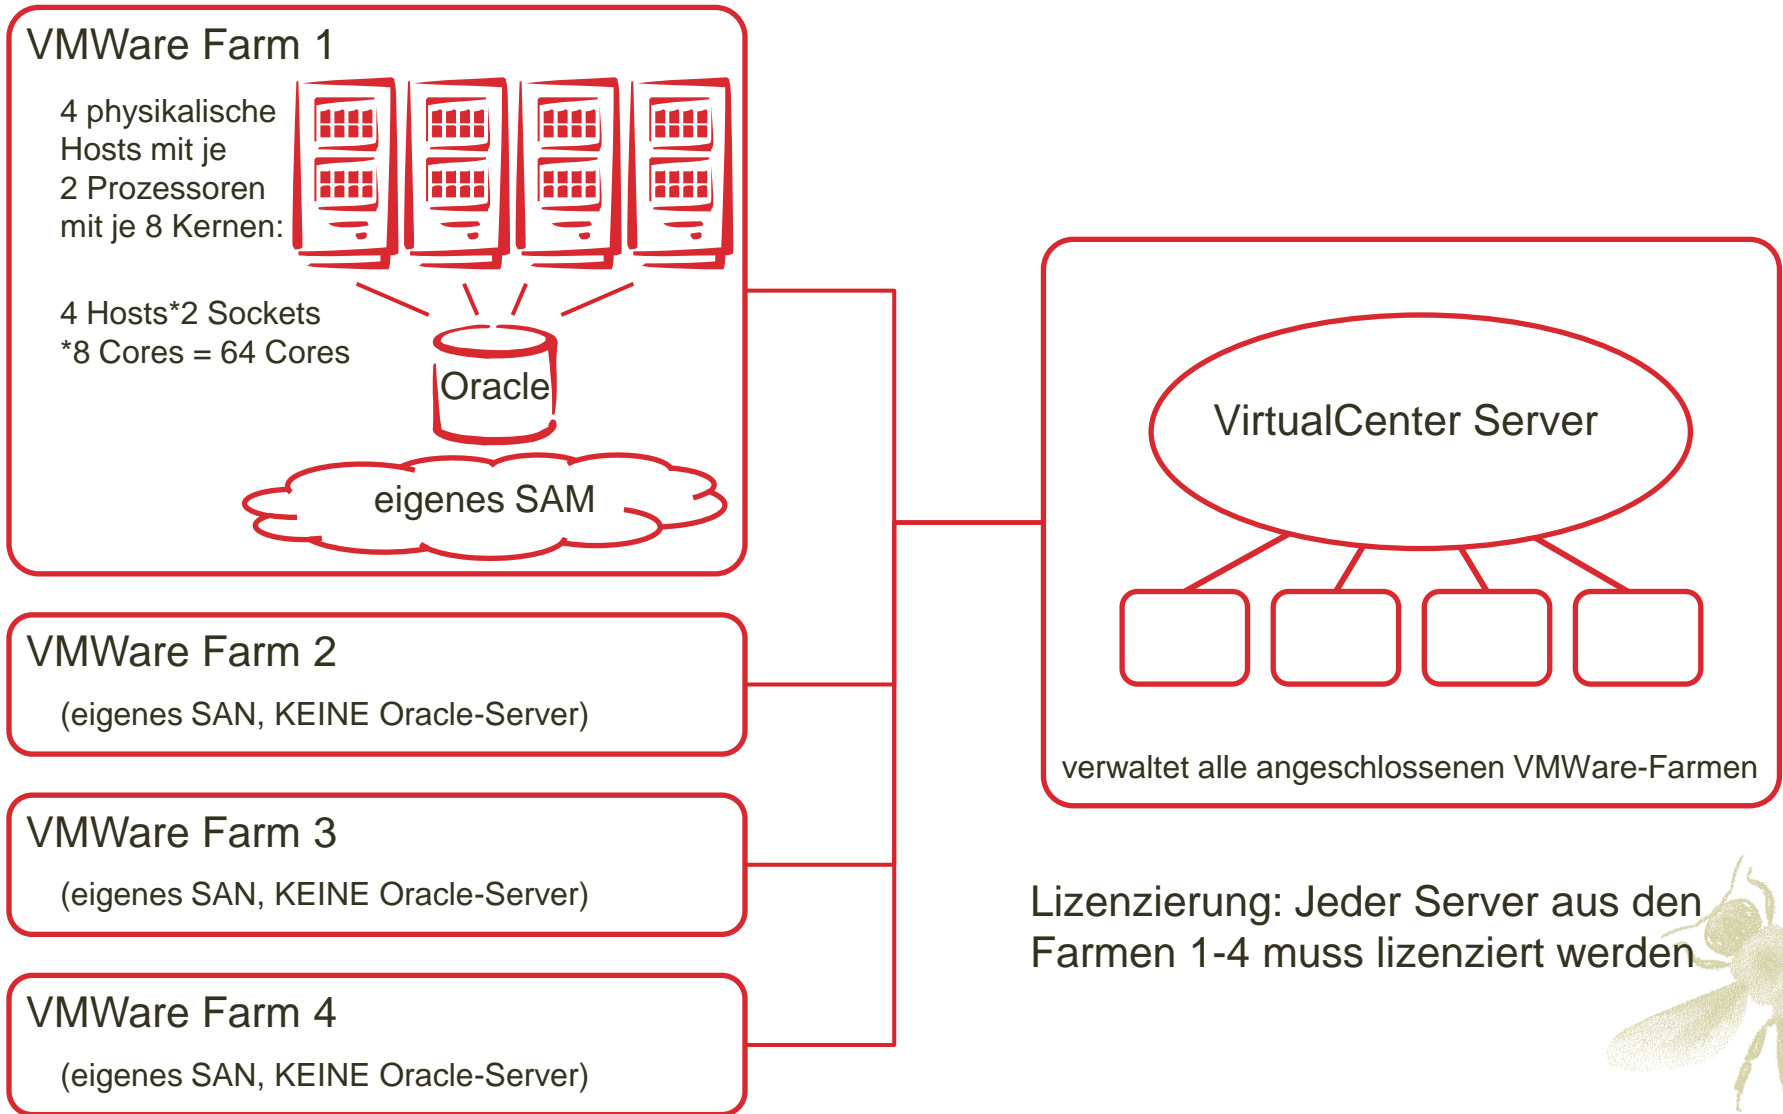 VMWare Farm 1
4 physikalische
Hosts mit je
2 Prozessoren
mit je 8 Kernen:
4 Hosts*2 Sockets
*8 Cores = 64 Cores
Oracle
eigenes SAM
VMWare Farm 2
(eigenes SAN, KEINE Oracle-Server)
VMWare Farm 3
(eigenes SAN, KEINE Oracle-Server)
VMWare Farm 4
(eigenes SAN, KEINE Oracle-Server)
VirtualCenter Server
verwaltet alle angeschlossenen VMWare-Farmen
Lizenzierung: Jeder Server aus den
Farmen 1-4 muss lizenziert werden